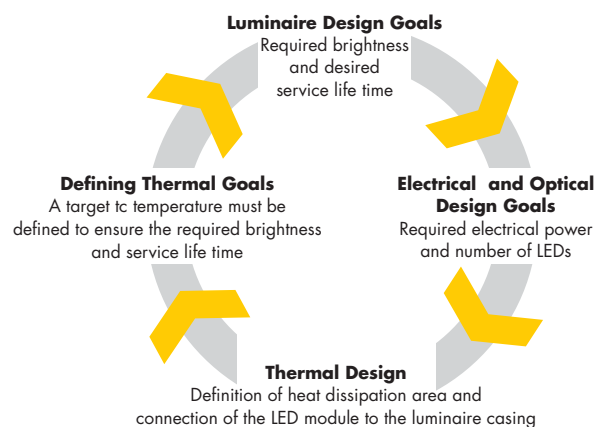 Luminaire Design Goals
Required brightness
and desired
service life time
Electrical and Optical
Design Goals
Required electrical power
and number of LEDs
Thermal Design
Definition of heat dissipation area and
connection of the LED module to the luminaire casing
Defining Thermal Goals
A target tc temperature must be
defined to ensure the required brightness
and service life time